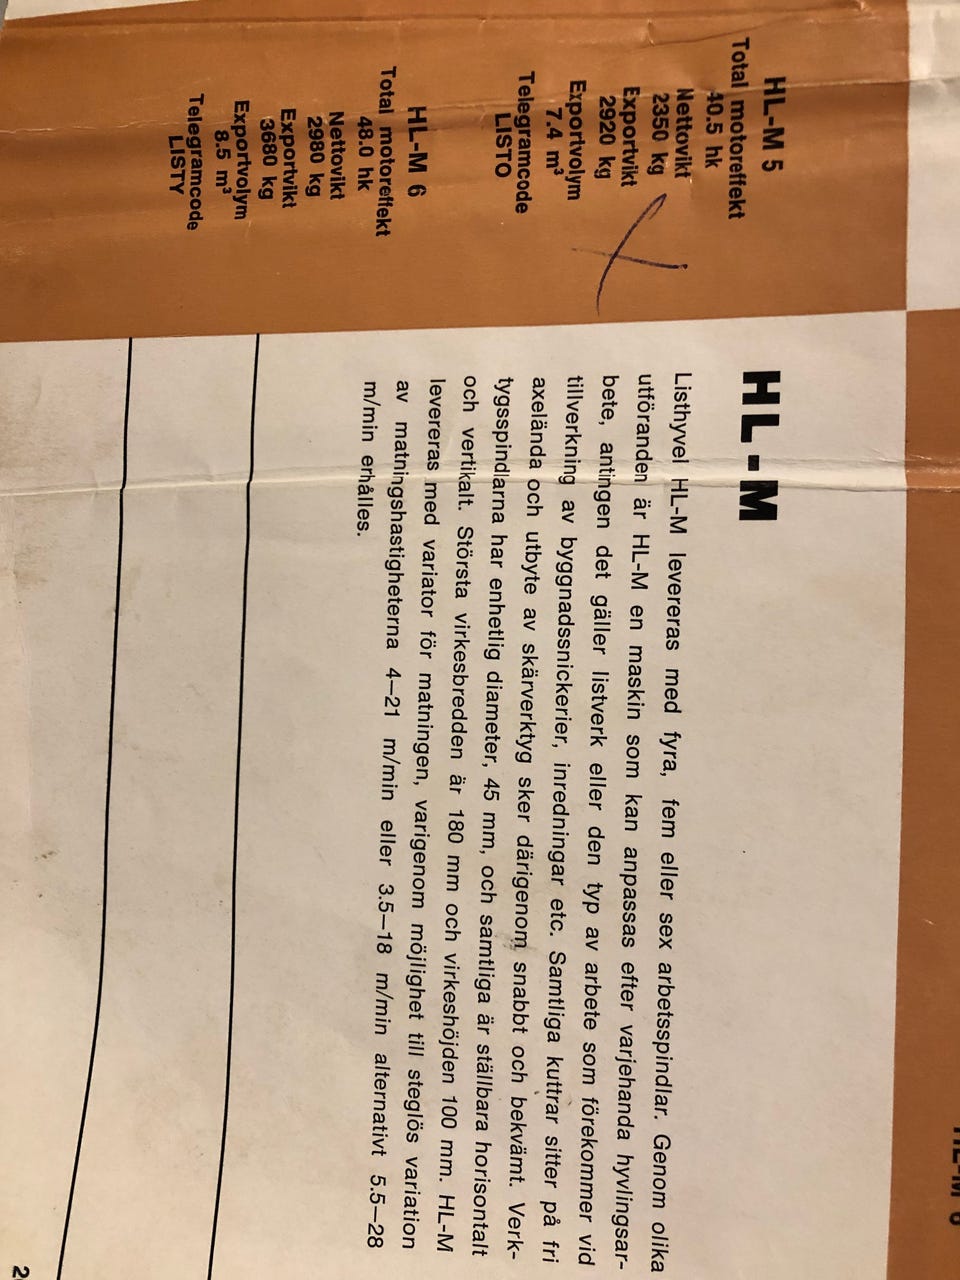 HL-M 5
Total motoreffekt
40.5 hk
Nettovikt
2350 kg
Exportvikt
2920 kg
Exportvolym
7.4 m³
Telegramcode
LISTO
HL-M 6
Total motoreffekt
48.0 hk
Nettovikt
2980 kg
Exportvikt
3680 kg
Exportvolym
8.5 m³
Telegramcode
LISTY
HL-M
Listhyvel HL-M levereras med fyra, fem eller sex arbetsspindlar. Genom olika
utföranden är HL-M en maskin som kan anpassas efter varjehanda hyvlingsar-
bete, antingen det gäller listverk eller den typ av arbete som förekommer vid
tillverkning av byggnadssnickerier, inredningar etc. Samtliga kuttrar sitter på fri
axelända och utbyte av skärverktyg sker därigenom snabbt och bekvämt. Verk-
tygsspindlarna har enhetlig diameter, 45 mm, och samtliga är ställbara horisontalt
och vertikalt. Största virkesbredden är 180 mm och virkeshöjden 100 mm. HL-M
levereras med variator för matningen, varigenom möjlighet till steglös variation
av matningshastigheterna 4—21 m/min eller 3.5—18 m/min alternativt 5.5—28
m/min erhålles.